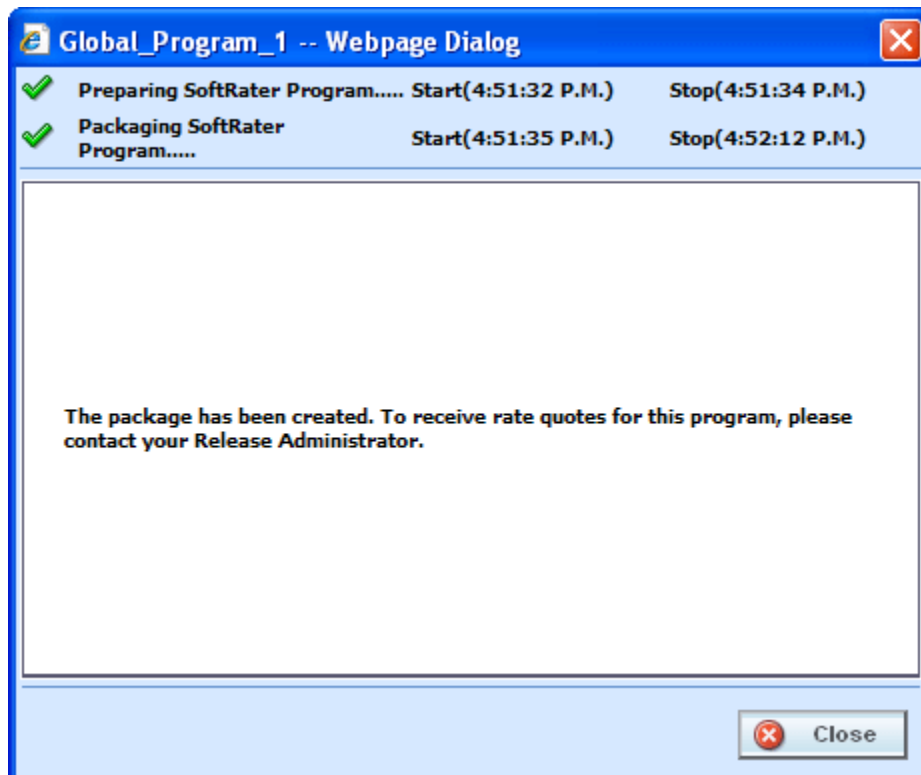 Global_Program_1 -- Webpage Dialog
Preparing SoftRater Program..... Start(4:51:32 P.M.) Stop(4:51:34 P.M.)
Packaging SoftRater
Program..... Start(4:51:35 P.M.) Stop(4:52:12 P.M.)
The package has been created. To receive rate quotes for this program, please
contact your Release Administrator.
Close